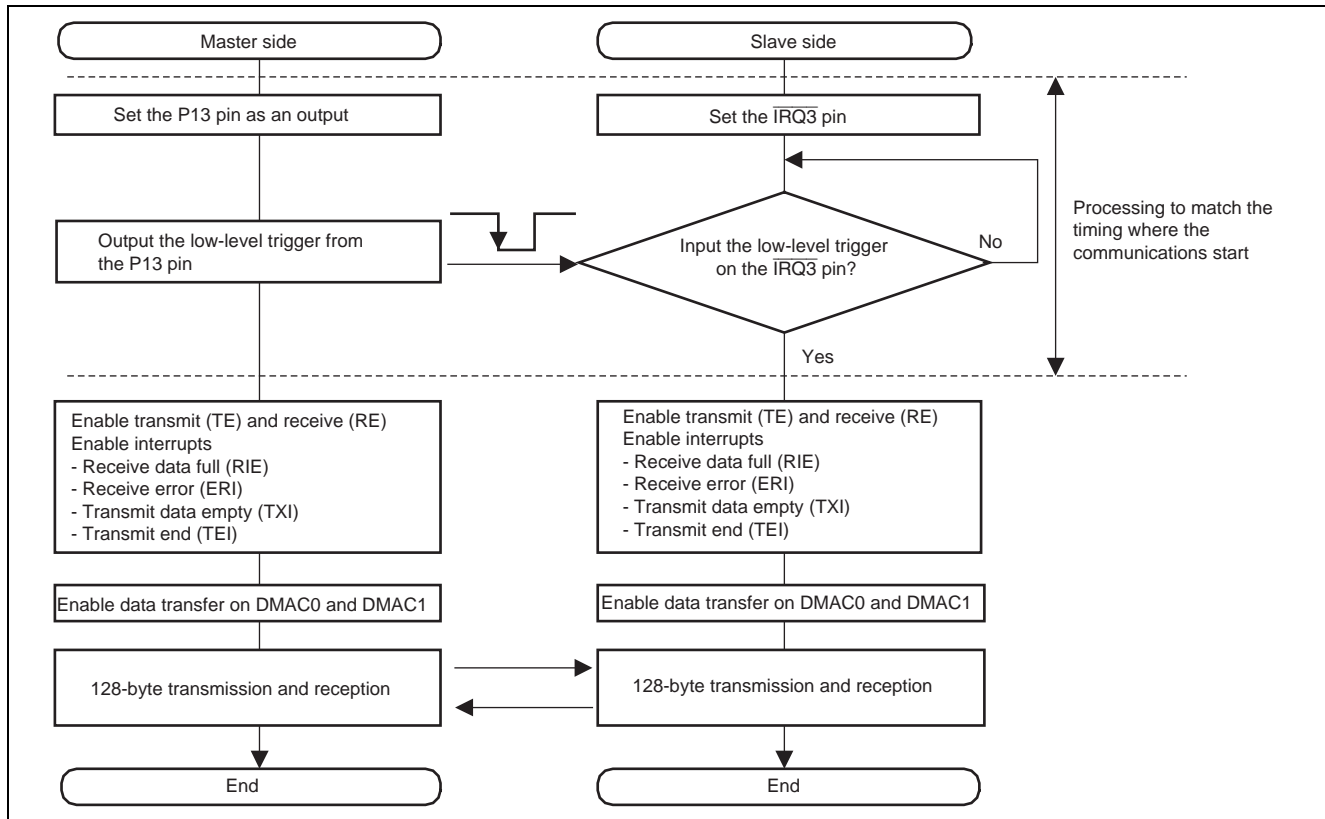 Master side
Slave side
Set the P13 pin as an output
Set the I̅R̅Q̅3̅ pin
Output the low-level trigger from
the P13 pin
Input the low-level trigger
on the I̅R̅Q̅3̅ pin?
No
Yes
Processing to match the
timing where the
communications start
Enable transmit (TE) and receive (RE)
Enable interrupts
- Receive data full (RIE)
- Receive error (ERI)
- Transmit data empty (TXI)
- Transmit end (TEI)
Enable transmit (TE) and receive (RE)
Enable interrupts
- Receive data full (RIE)
- Receive error (ERI)
- Transmit data empty (TXI)
- Transmit end (TEI)
Enable data transfer on DMAC0 and DMAC1
Enable data transfer on DMAC0 and DMAC1
128-byte transmission and reception
128-byte transmission and reception
End
End